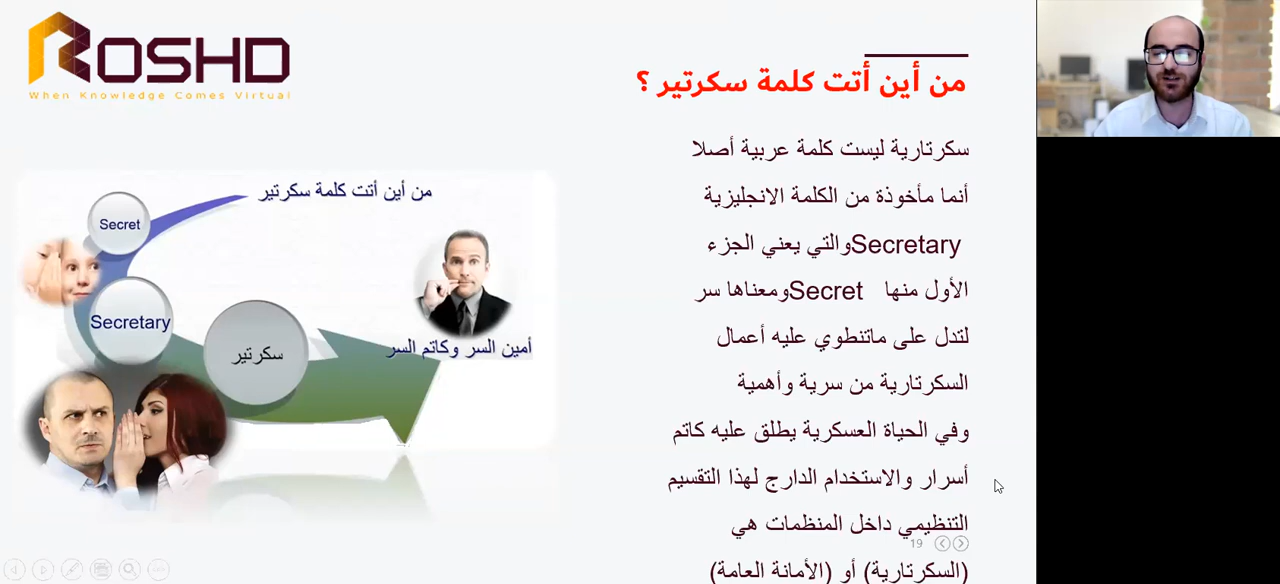 ROSHD
When Knowledge Comes Virtual
من أين أتت كلمة سكرتير ؟
سكرتارية ليست كلمة عربية أصلا
أنما مأخوذة من الكلمة الانجليزية
Secretaryوالتي يعني الجزء
الأول منها Secretومعناها سر
لتدل على ماتنطوي عليه أعمال
السكرتارية من سرية وأهمية
وفي الحياة العسكرية يطلق عليه كاتم
أسرار والاستخدام الدارج لهذا التقسيم
التنظيمي داخل المنظمات هي
(السكرتارية) أو (الأمانة العامة)
19
من أين أتت كلمة سكرتير
Secret
Secretary
سكرتير
أمين السر وكاتم السر